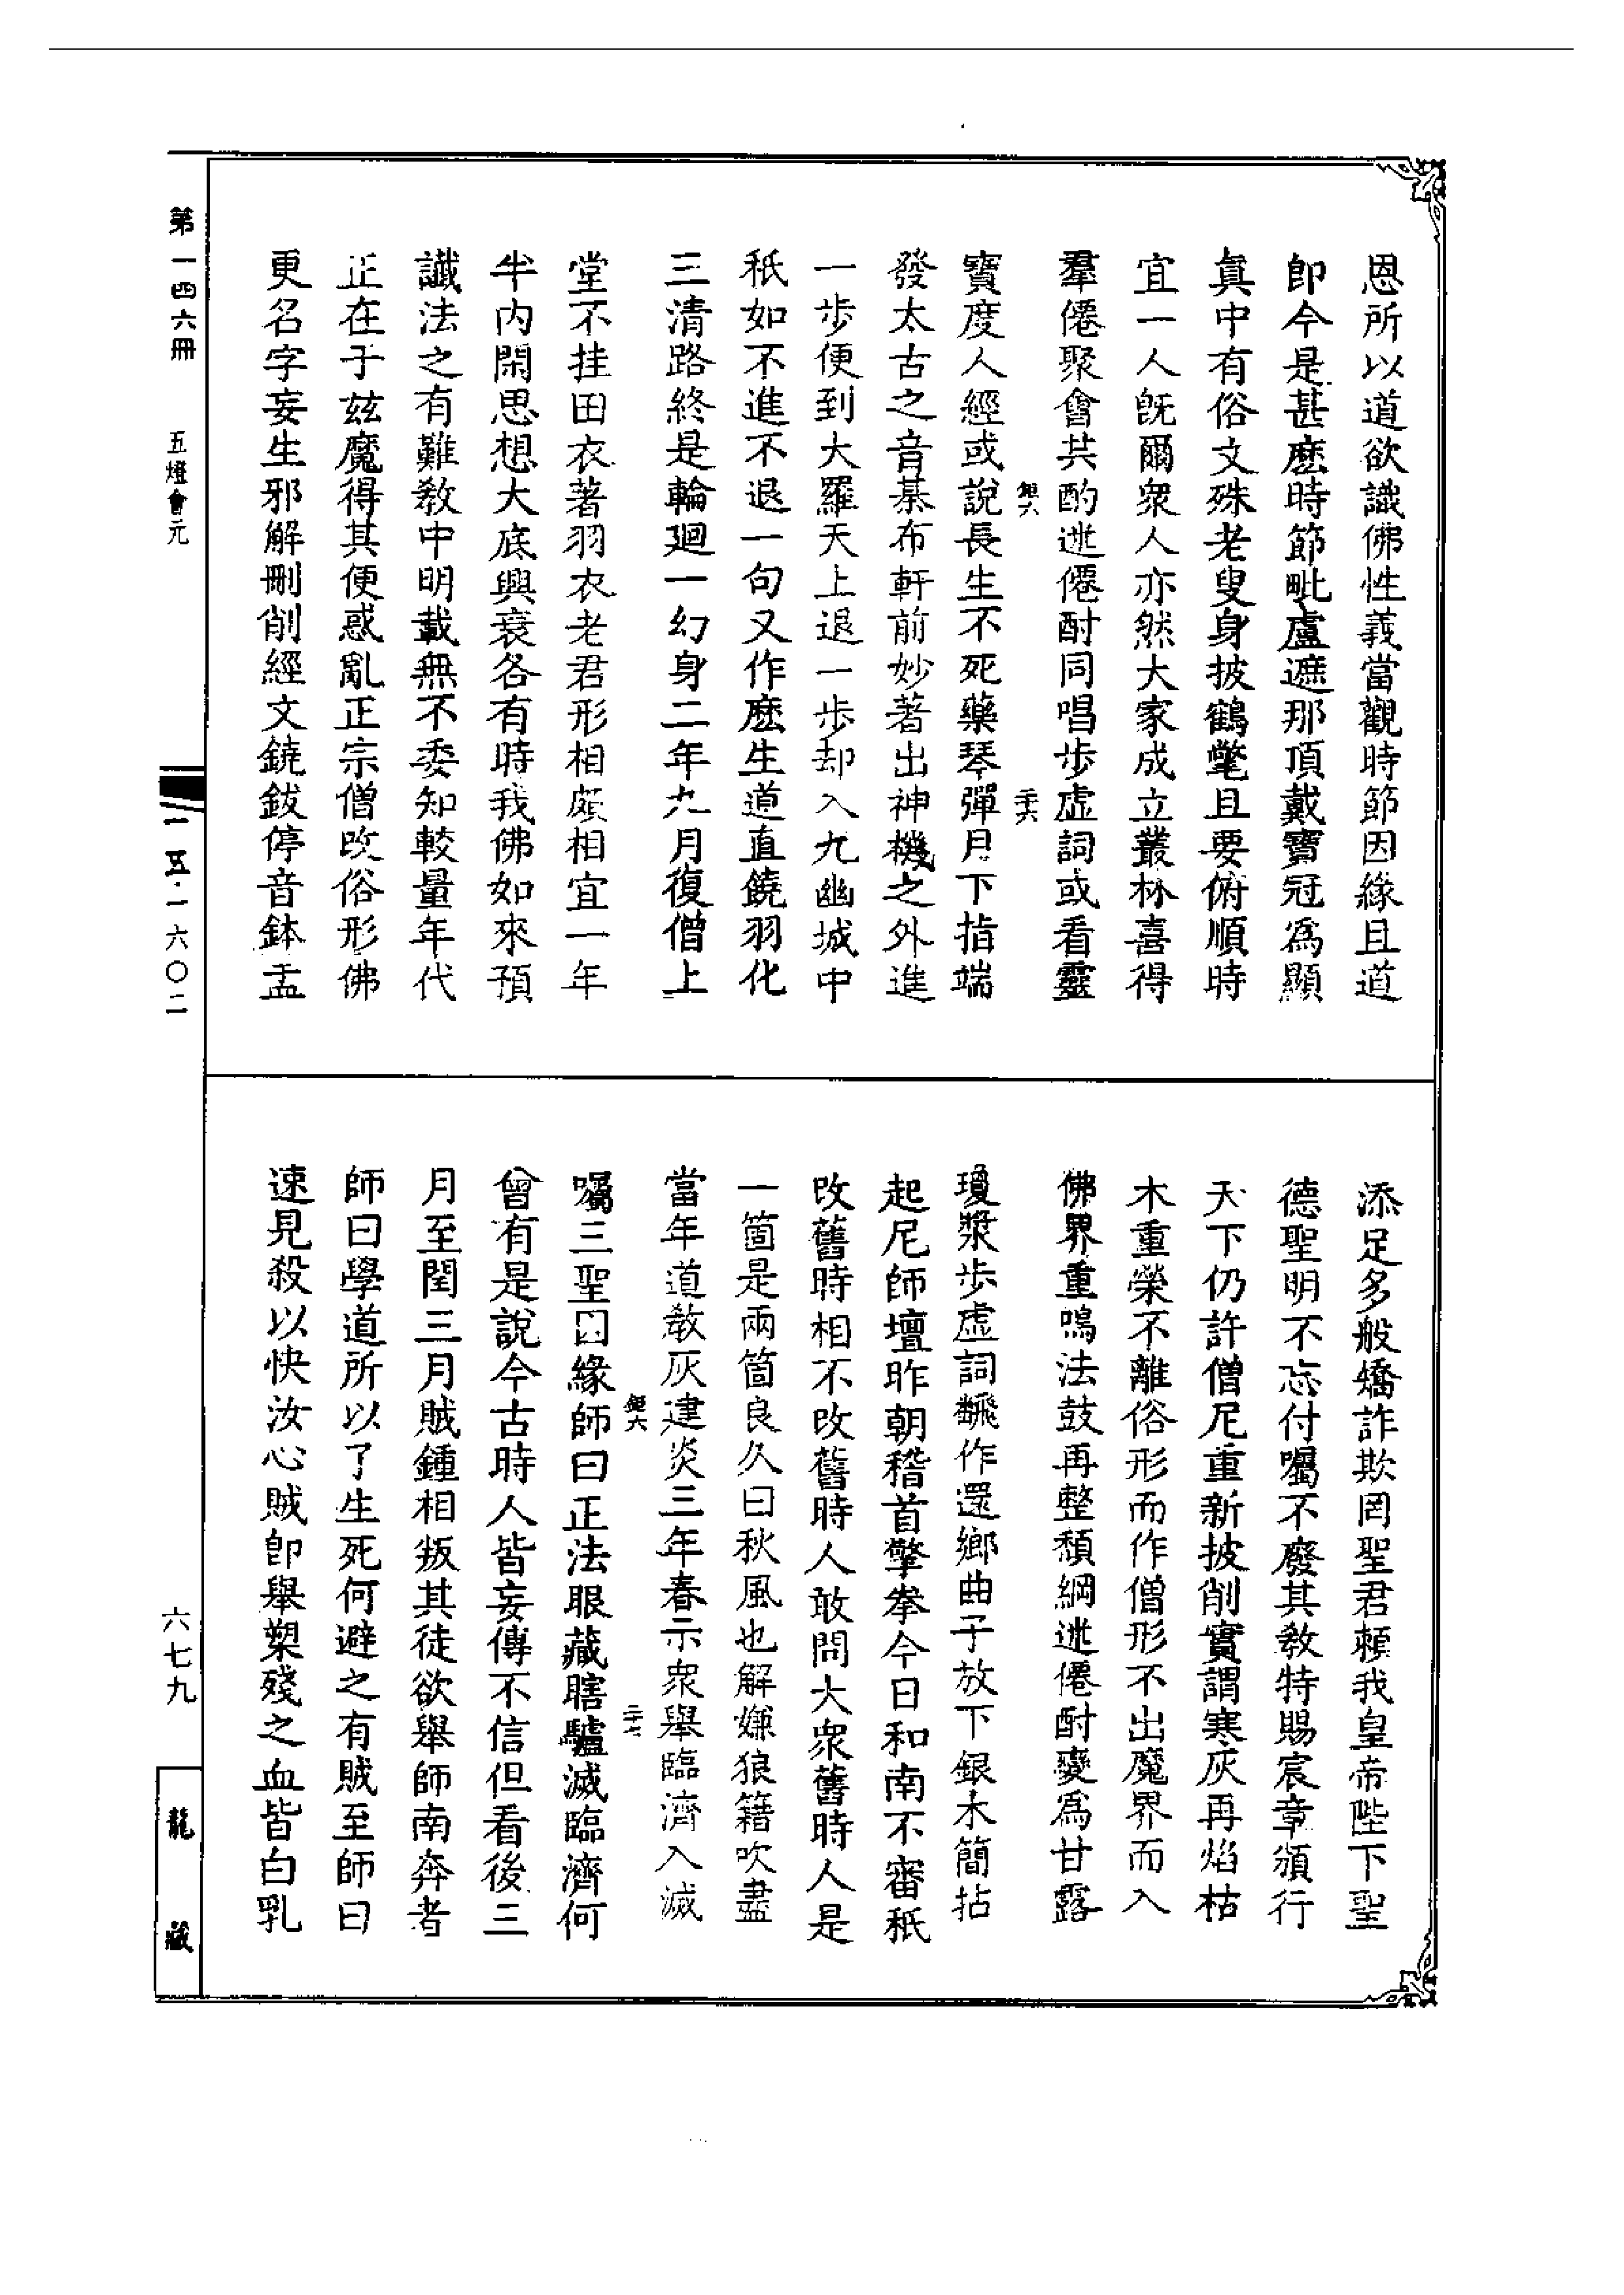 恩所以道欲識佛性義當觀時節因緣且道
卽今是甚麽時節毗盧遮那頂戴寶冠爲顯
眞中有俗文殊老叟身披鶴氅且要俯順時
宜一人旣爾衆人亦然大家成立叢林喜得
羣僊聚會共酌迷僊酎同唱步虛詞或看靈
寶度人經或說長生不死藥琴彈月下指端
發太古之音棊布軒前妙著出神機之外進
一步便到大羅天上退一步却入九幽城中
秖如不進不退一句又作麽生道直饒羽化
三清路終是輪廻一幻身二年九月復僧上
堂不挂田衣著羽衣老君形相頗相宜一年
半內閑思想大底興衰各有時我佛如來預
讖法之有難敎中明載無不委知較量年代
正在于玆魔得其便惑亂正宗僧改俗形佛
更名字妄生邪解刪削經文鐃鈸停音鉢盂
添足多般矯詐欺罔聖君頼我皇帝陛下聖
德聖明不忘付囑不廢其敎特賜宸章頒行
天下仍許僧尼重新披削實謂寒灰再焰枯
木重榮不離俗形而作僧形不出魔界而入
佛界重鳴法鼓再整頹綱迷僊酎變爲甘露
瓊漿步虛詞飜作還鄉曲子放下銀木簡拈
起尼師壇昨朝稽首擎拳今日和南不審秖
改舊時相不改舊時人敢問大衆舊時人是
一箇是兩箇良久曰秋風也解嫌狼籍吹盡
當年道敎灰建炎三年春示衆舉臨濟入滅
囑三聖因緣師曰正法眼藏瞎驢滅臨濟何
曾有是說今古時人皆妄傳不信但看後三
月至閏三月賊鍾相叛其徒欲舉師南奔者
師曰學道所以了生死何避之有賊至師曰
速見殺以快汝心賊卽舉槊殘之血皆白乳
第一四六冊
五燈會元
一一五·一六〇二
六七九
龍藏
二十六
二十七